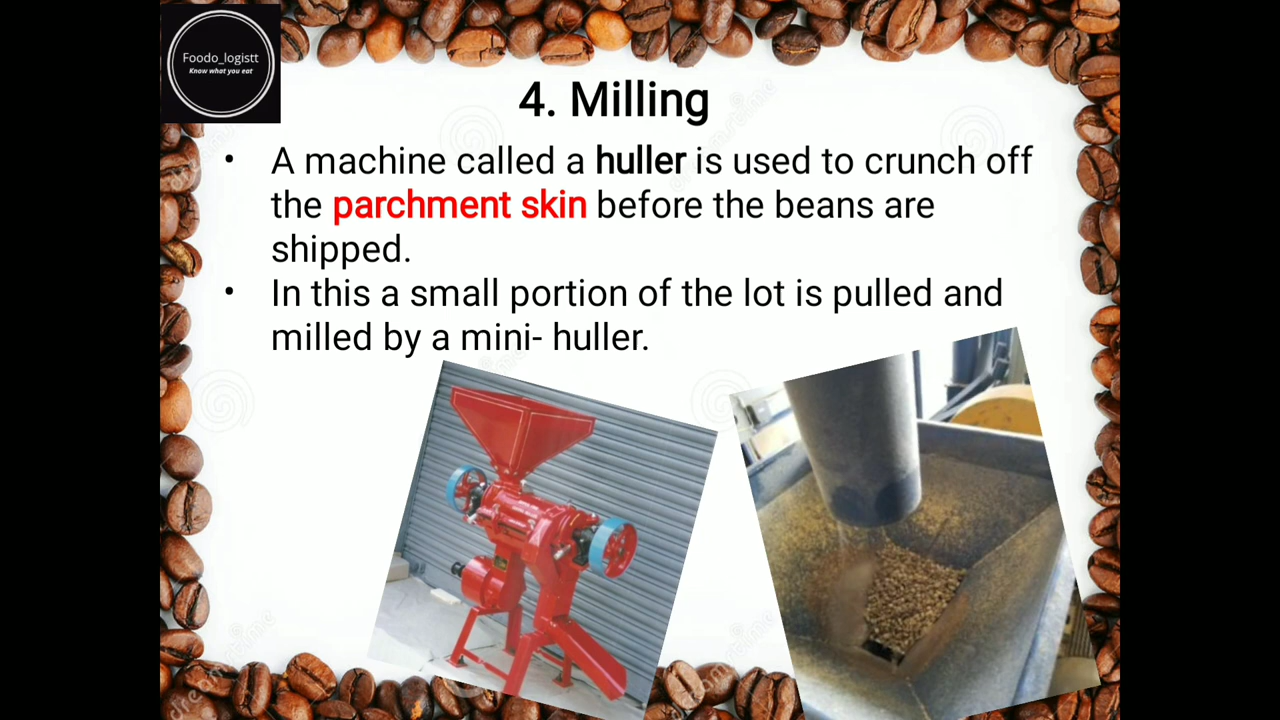 Foodo_logistt
Know what you eat
4. Milling
• A machine called a huller is used to crunch off
the parchment skin before the beans are
shipped.
• In this a small portion of the lot is pulled and
milled by a mini- huller.